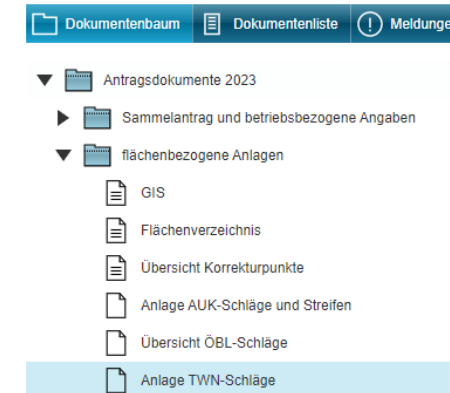 Dokumentenbaum Dokumentenliste Meldunge
Antragsdokumente 2023
Sammelantrag und betriebsbezogene Angaben
flächenbezogene Anlagen
GIS
Flächenverzeichnis
Übersicht Korrekturpunkte
Anlage AUK-Schläge und Streifen
Übersicht ÖBL-Schläge
Anlage TWN-Schläge